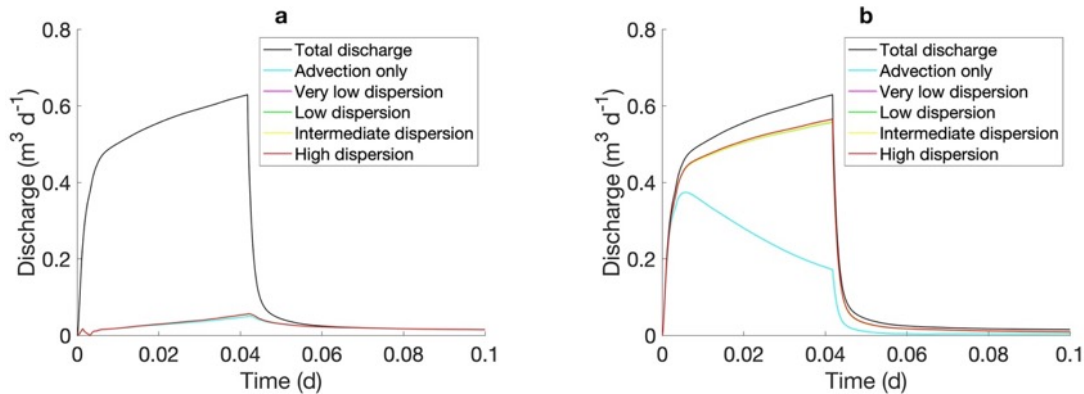 a
0.8
0.6
0.4
0.2
0
Discharge (m³ d⁻¹)
Total discharge
Advection only
Very low dispersion
Low dispersion
Intermediate dispersion
High dispersion
0 0.02 0.04 0.06 0.08 0.1
Time (d)
b
0.8
0.6
0.4
0.2
0
Discharge (m³ d⁻¹)
Total discharge
Advection only
Very low dispersion
Low dispersion
Intermediate dispersion
High dispersion
0 0.02 0.04 0.06 0.08 0.1
Time (d)